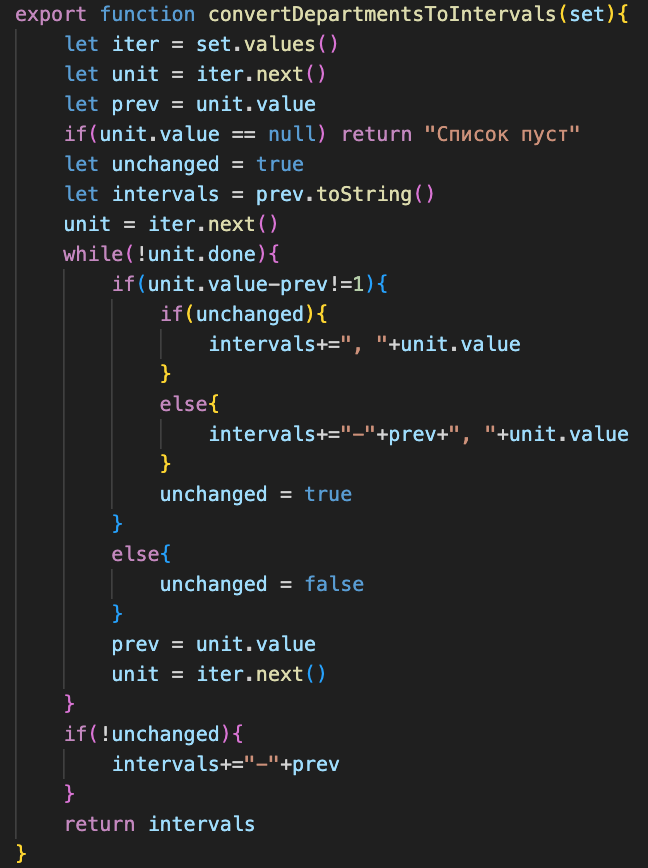 export function convertDepartmentsToIntervals(set){
    let iter = set.values()
    let unit = iter.next()
    let prev = unit.value
    if(unit.value == null) return "Список пуст"
    let unchanged = true
    let intervals = prev.toString()
    unit = iter.next()
    while(!unit.done){
        if(unit.value-prev!=1){
            if(unchanged){
                intervals+=", "+unit.value
            }
            else{
                intervals+="-"+prev+", "+unit.value
            }
            unchanged = true
        }
        else{
            unchanged = false
        }
        prev = unit.value
        unit = iter.next()
    }
    if(!unchanged){
        intervals+="-"+prev
    }
    return intervals
}